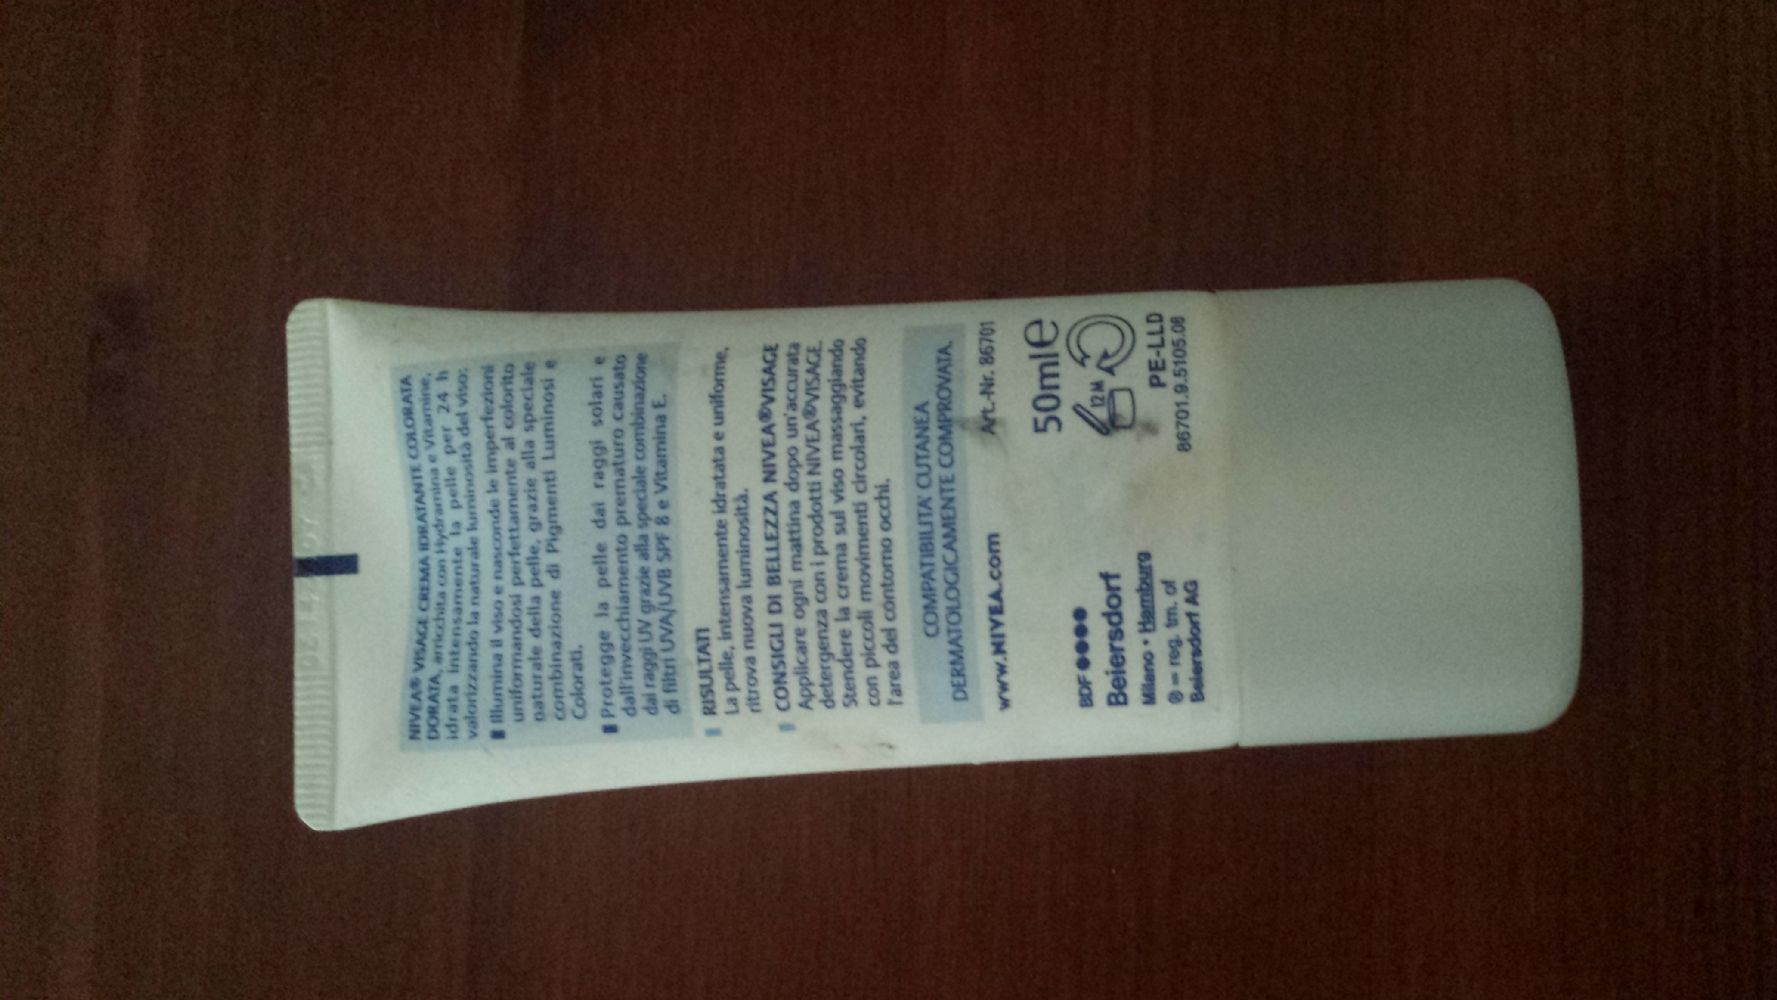 NIVEA® VISAGE CREMA IDRATANTE COLORATA
DORATA, arricchita con Hydramina e Vitamine,
idrata intensamente la pelle per 24 h
valorizzando la naturale luminosità del viso:
Illumina il viso e nasconde le imperfezioni
uniformandosi perfettamente al colorito
naturale della pelle, grazie alla speciale
combinazione di Pigmenti Luminosi e
Colorati.
Protegge la pelle dai raggi solari e
dall'invecchiamento prematuro causato
dai raggi UV grazie alla speciale combinazione
di filtri UVA/UVB SPF 8 e Vitamina E.
RISULTATI
La pelle, intensamente idratata e uniforme,
ritrova nuova luminosità.
CONSIGLI DI BELLEZZA NIVEA®VISAGE
Applicare ogni mattina dopo un'accurata
detergenza con i prodotti NIVEA®VISAGE.
Stendere la crema sul viso massaggiando
con piccoli movimenti circolari, evitando
l'area del contorno occhi.
COMPATIBILITA' CUTANEA
DERMATOLOGICAMENTE COMPROVATA.
www.NIVEA.com Art.-Nr. 86701
50ml e
12 M
BDF ●●●●
Beiersdorf
Milano • Hamburg PE-LLD
® = reg. tm. of 86701.9.5105.08
Beiersdorf AG